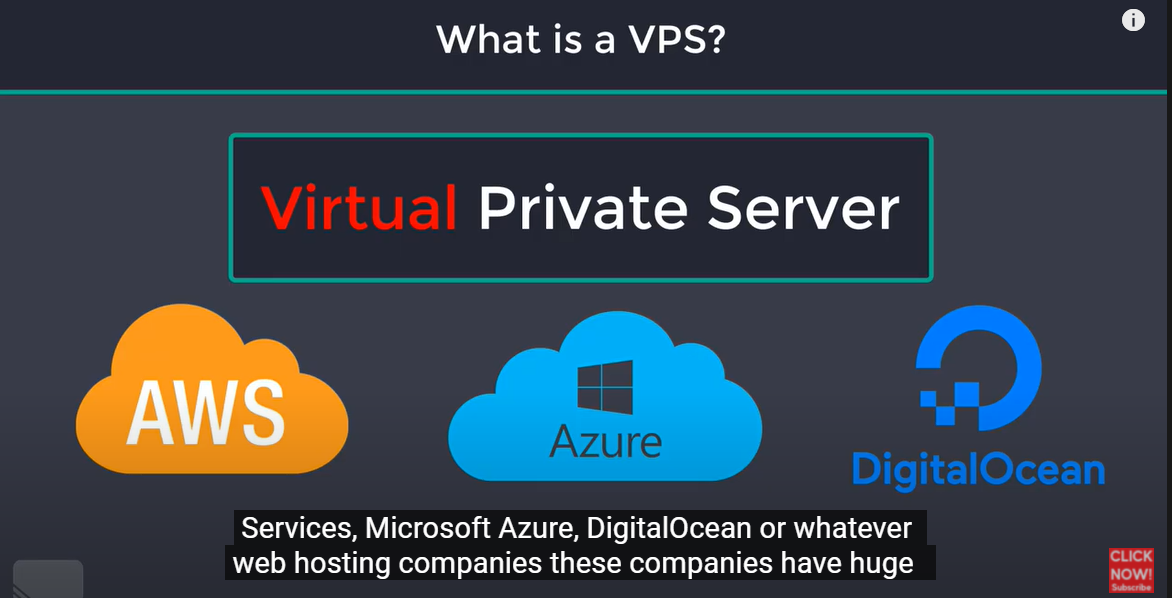 What is a VPS?
i
Virtual Private Server
AWS
Azure
DigitalOcean
Services, Microsoft Azure, DigitalOcean or whatever
web hosting companies these companies have huge
CLICK
NOW!
Subscribe